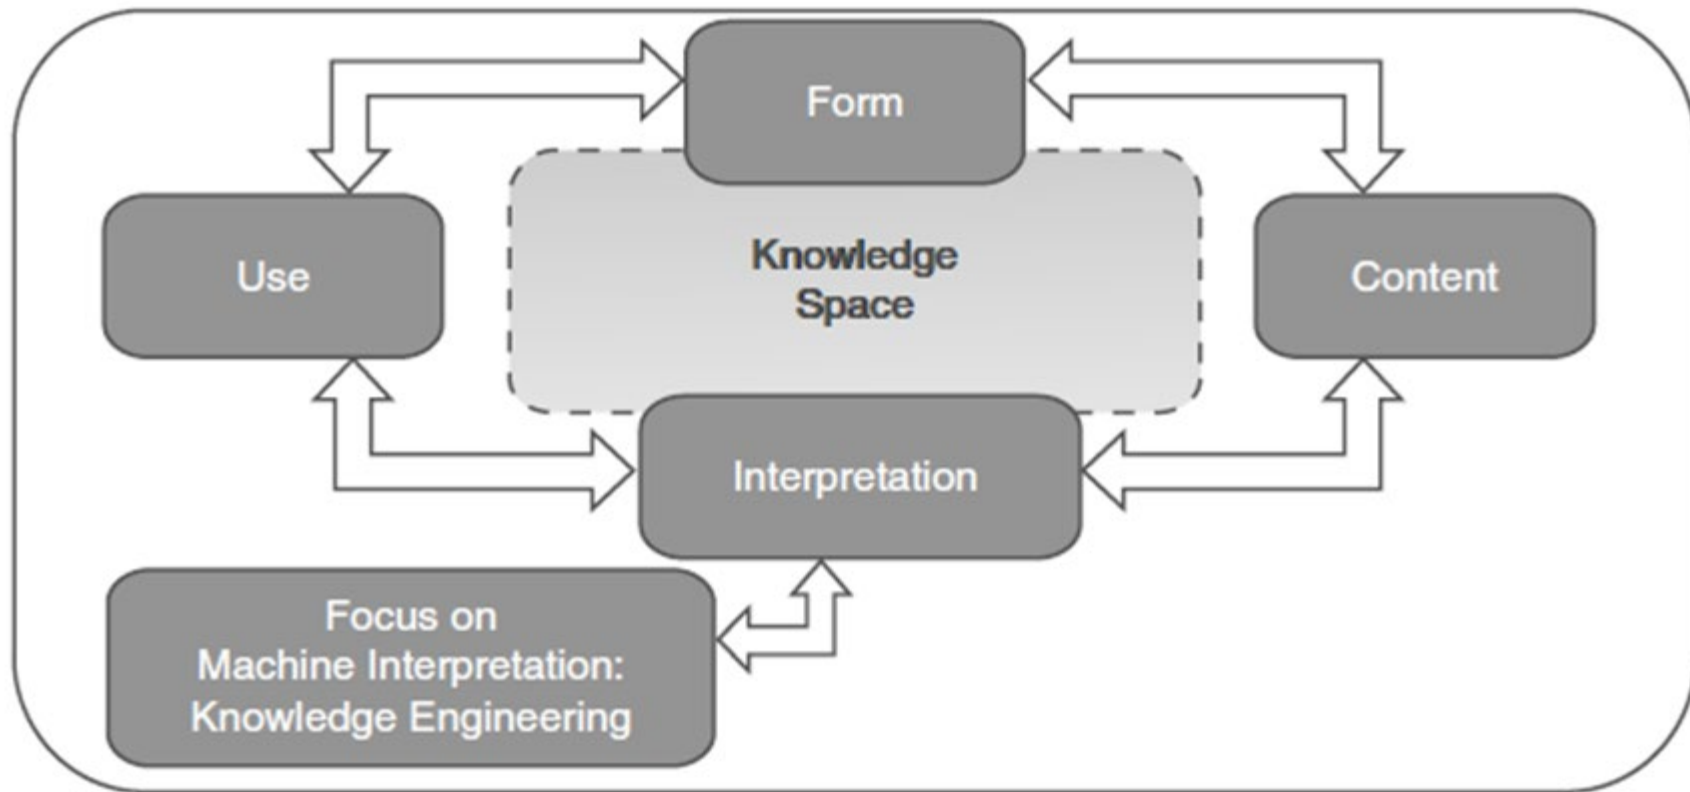 Form
Knowledge
Space
Use
Content
Interpretation
Focus on
Machine Interpretation:
Knowledge Engineering